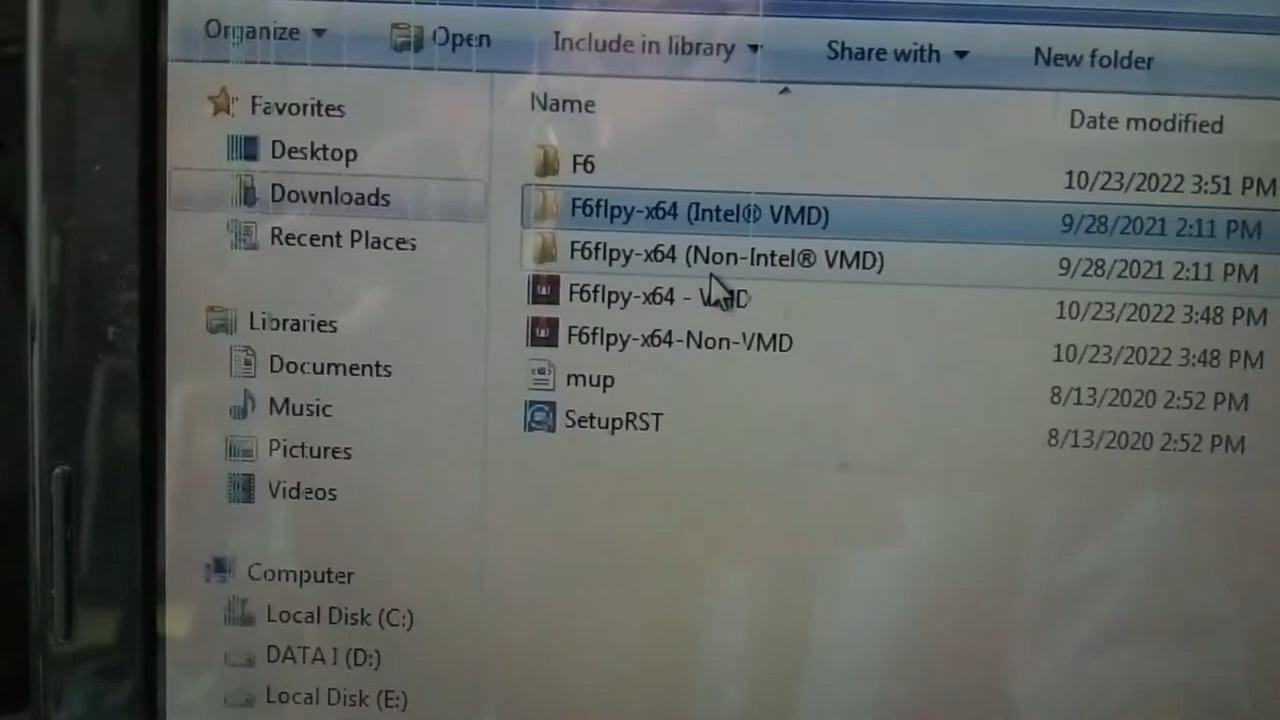 Organize Open Include in library Share with New folder
Favorites
Desktop
Downloads
Recent Places
Libraries
Documents
Music
Pictures
Videos
Computer
Local Disk (C:)
DATA I (D:)
Local Disk (E:)
Name Date modified
F6 10/23/2022 3:51 PM
F6flpy-x64 (Intel® VMD) 9/28/2021 2:11 PM
F6flpy-x64 (Non-Intel® VMD) 9/28/2021 2:11 PM
F6flpy-x64 - VMD 10/23/2022 3:48 PM
F6flpy-x64-Non-VMD 10/23/2022 3:48 PM
mup 8/13/2020 2:52 PM
SetupRST 8/13/2020 2:52 PM